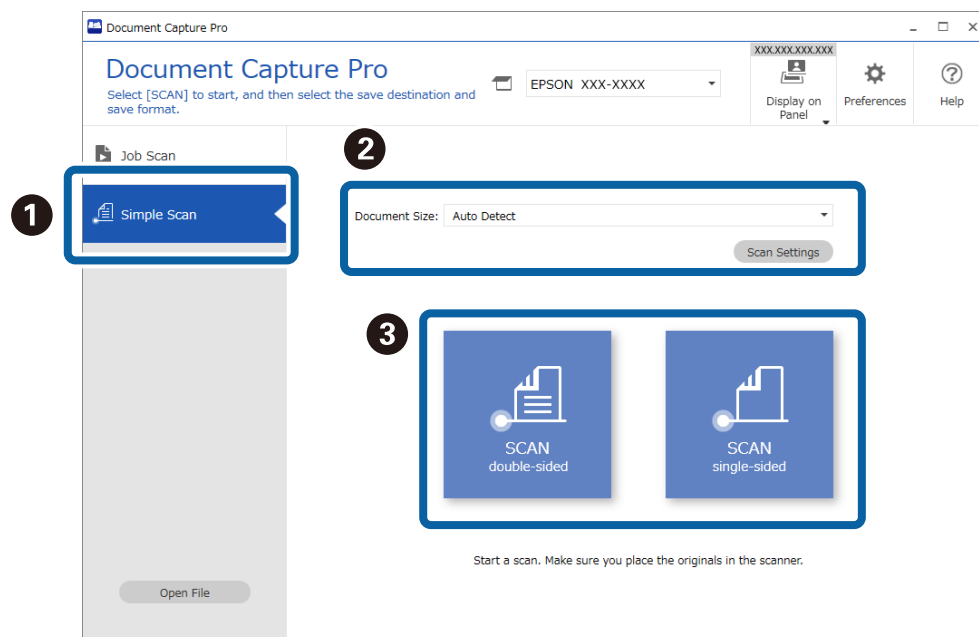 Document Capture Pro
Document Capture Pro
Select [SCAN] to start, and then select the save destination and
save format.
EPSON XXX-XXXX
XXX.XXX.XXX.XXX
Display on
Panel
Preferences
Help
Job Scan
1
Simple Scan
2
Document Size: Auto Detect
Scan Settings
3
SCAN
double-sided
SCAN
single-sided
Start a scan. Make sure you place the originals in the scanner.
Open File